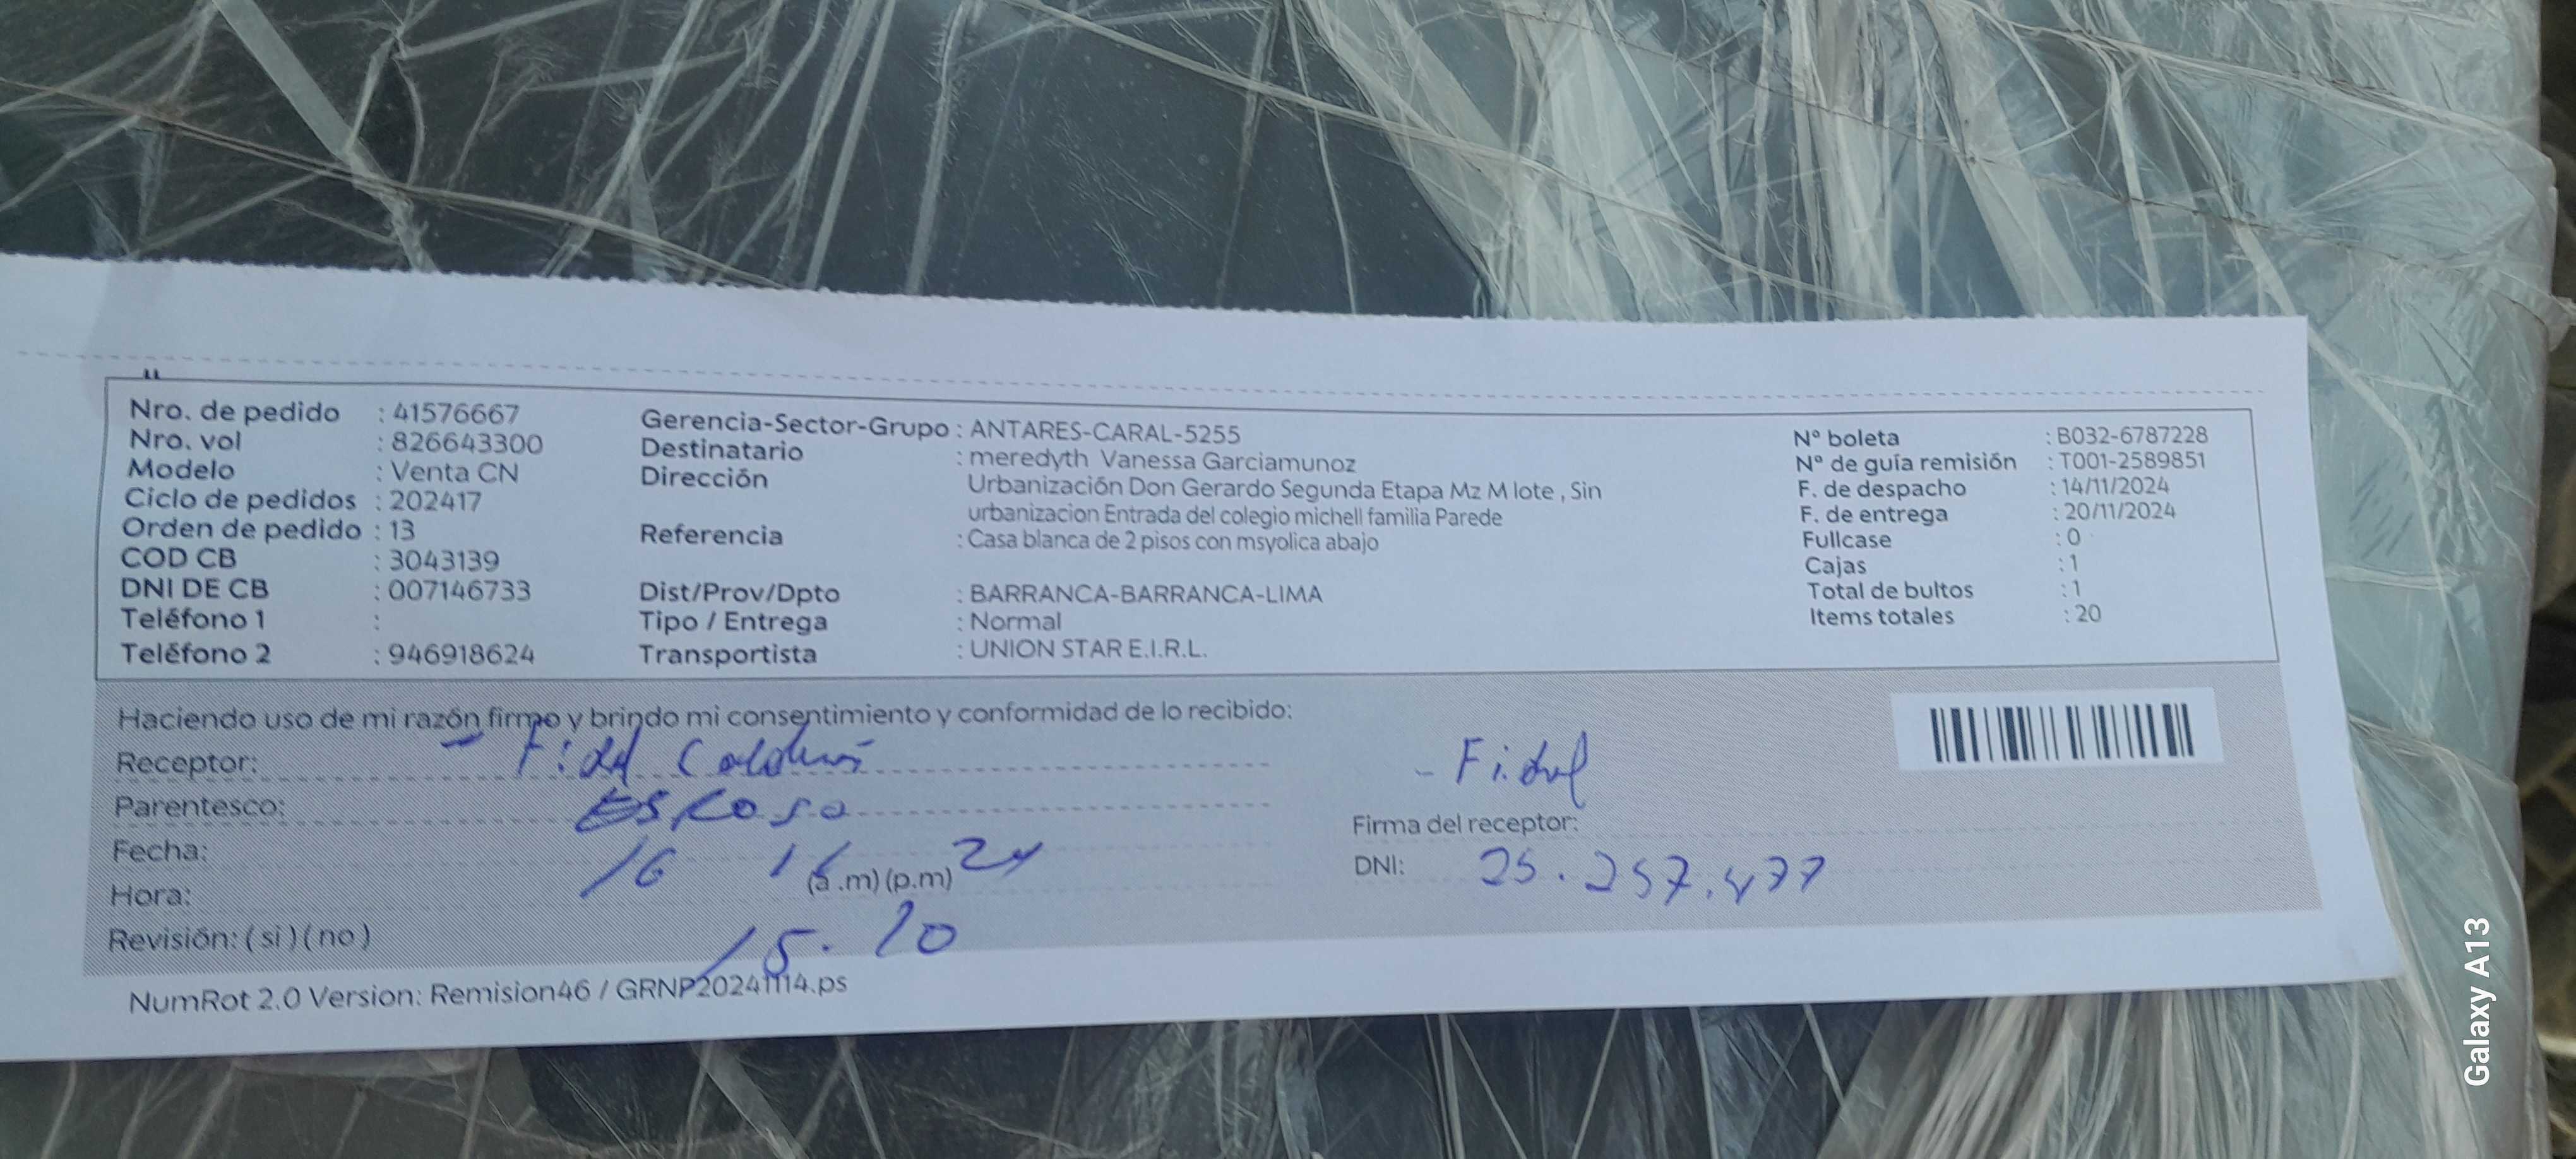 Nro. de pedido : 41576667
Nro. vol : 826643300
Modelo : Venta CN
Ciclo de pedidos : 202417
Orden de pedido : 13
COD CB : 3043139
DNI DE CB : 007146733
Teléfono 1 :
Teléfono 2 : 946918624
Gerencia-Sector-Grupo : ANTARES-CARAL-5255
Destinatario : meredyth Vanessa Garciamunoz
Dirección Urbanización Don Gerardo Segunda Etapa Mz M lote , Sin
urbanizacion Entrada del colegio michell familia Parede
Referencia : Casa blanca de 2 pisos con msyolica abajo
Dist/Prov/Dpto : BARRANCA-BARRANCA-LIMA
Tipo / Entrega : Normal
Transportista : UNION STAR E.I.R.L.
N° boleta : B032-6787228
N° de guía remisión : T001-2589851
F. de despacho : 14/11/2024
F. de entrega : 20/11/2024
Fullcase : 0
Cajas : 1
Total de bultos : 1
Items totales : 20
Haciendo uso de mi razón firmo y brindo mi consentimiento y conformidad de lo recibido:
Receptor: Fidel
Parentesco: Esposo
Fecha: 16 24
Hora: (a .m) (p.m)
Revisión: ( si ) ( no )
NumRot 2.0 Version: Remision46 / GRNP20241114.ps
- Fidel
Firma del receptor:
DNI: 25.257.477
Galaxy A13